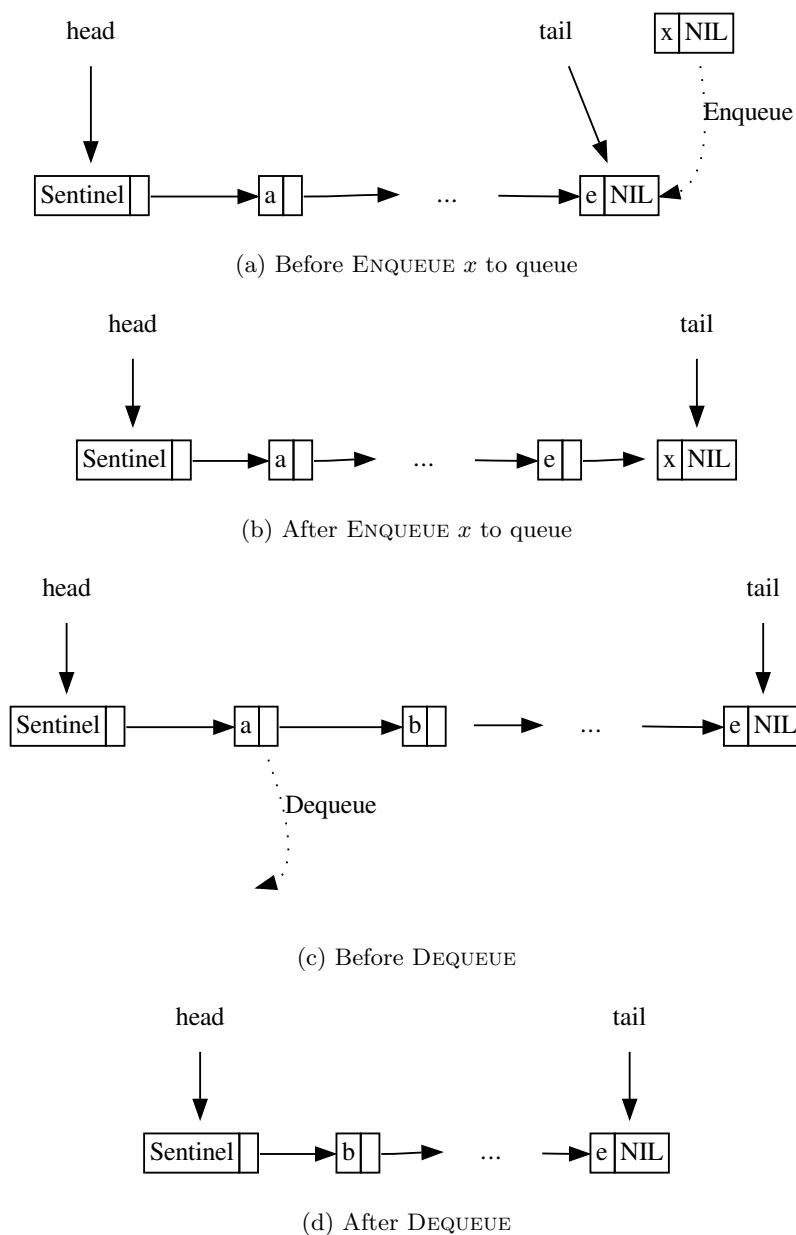 head tail x NIL
Enqueue
Sentinel a ... e NIL
(a) Before ENQUEUE x to queue
head tail
Sentinel a ... e x NIL
(b) After ENQUEUE x to queue
head tail
Sentinel a b ... e NIL
Dequeue
(c) Before DEQUEUE
head tail
Sentinel b ... e NIL
(d) After DEQUEUE